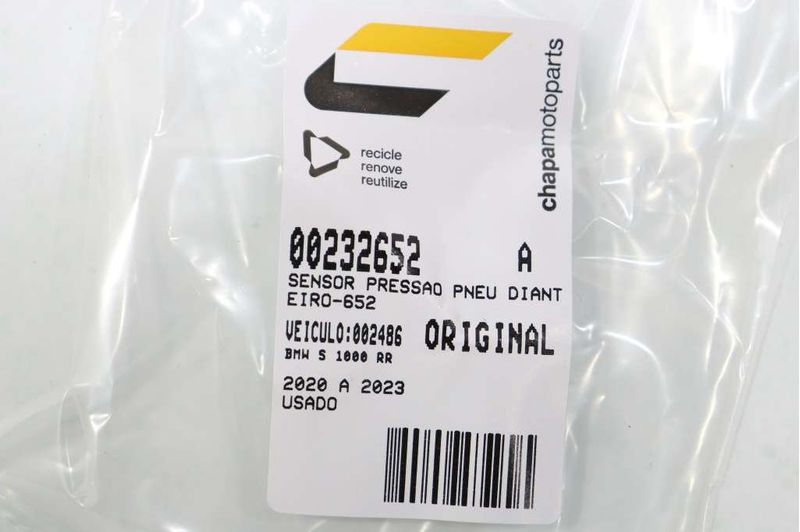 chapamotoparts
recicle
renove
reutilize
00232652 A
SENSOR PRESSAO PNEU DIANT
EIRO-652
VEICULO:002486 ORIGINAL
BMW S 1000 RR
2020 A 2023
USADO